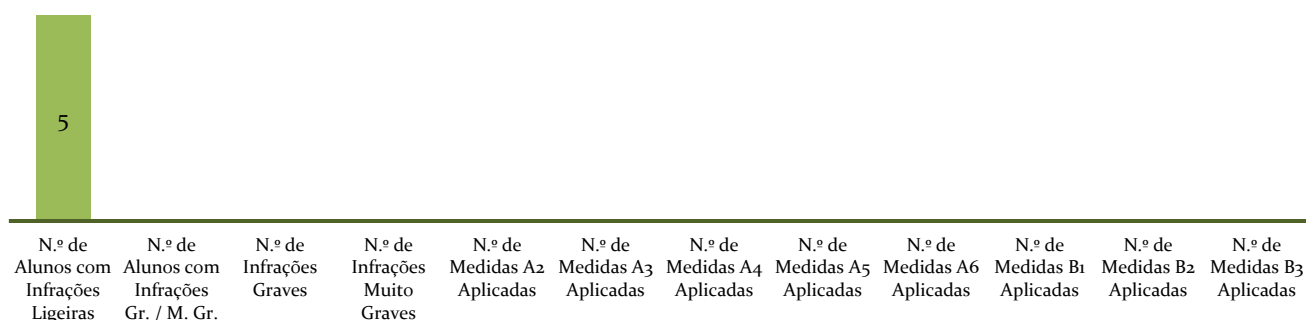 5
N.º de
Alunos com
Infrações
Ligeiras
N.º de
Alunos com
Infrações
Gr. / M. Gr.
N.º de
Infrações
Graves
N.º de
Infrações
Muito
Graves
N.º de
Medidas A2
Aplicadas
N.º de
Medidas A3
Aplicadas
N.º de
Medidas A4
Aplicadas
N.º de
Medidas A5
Aplicadas
N.º de
Medidas A6
Aplicadas
N.º de
Medidas B1
Aplicadas
N.º de
Medidas B2
Aplicadas
N.º de
Medidas B3
Aplicadas